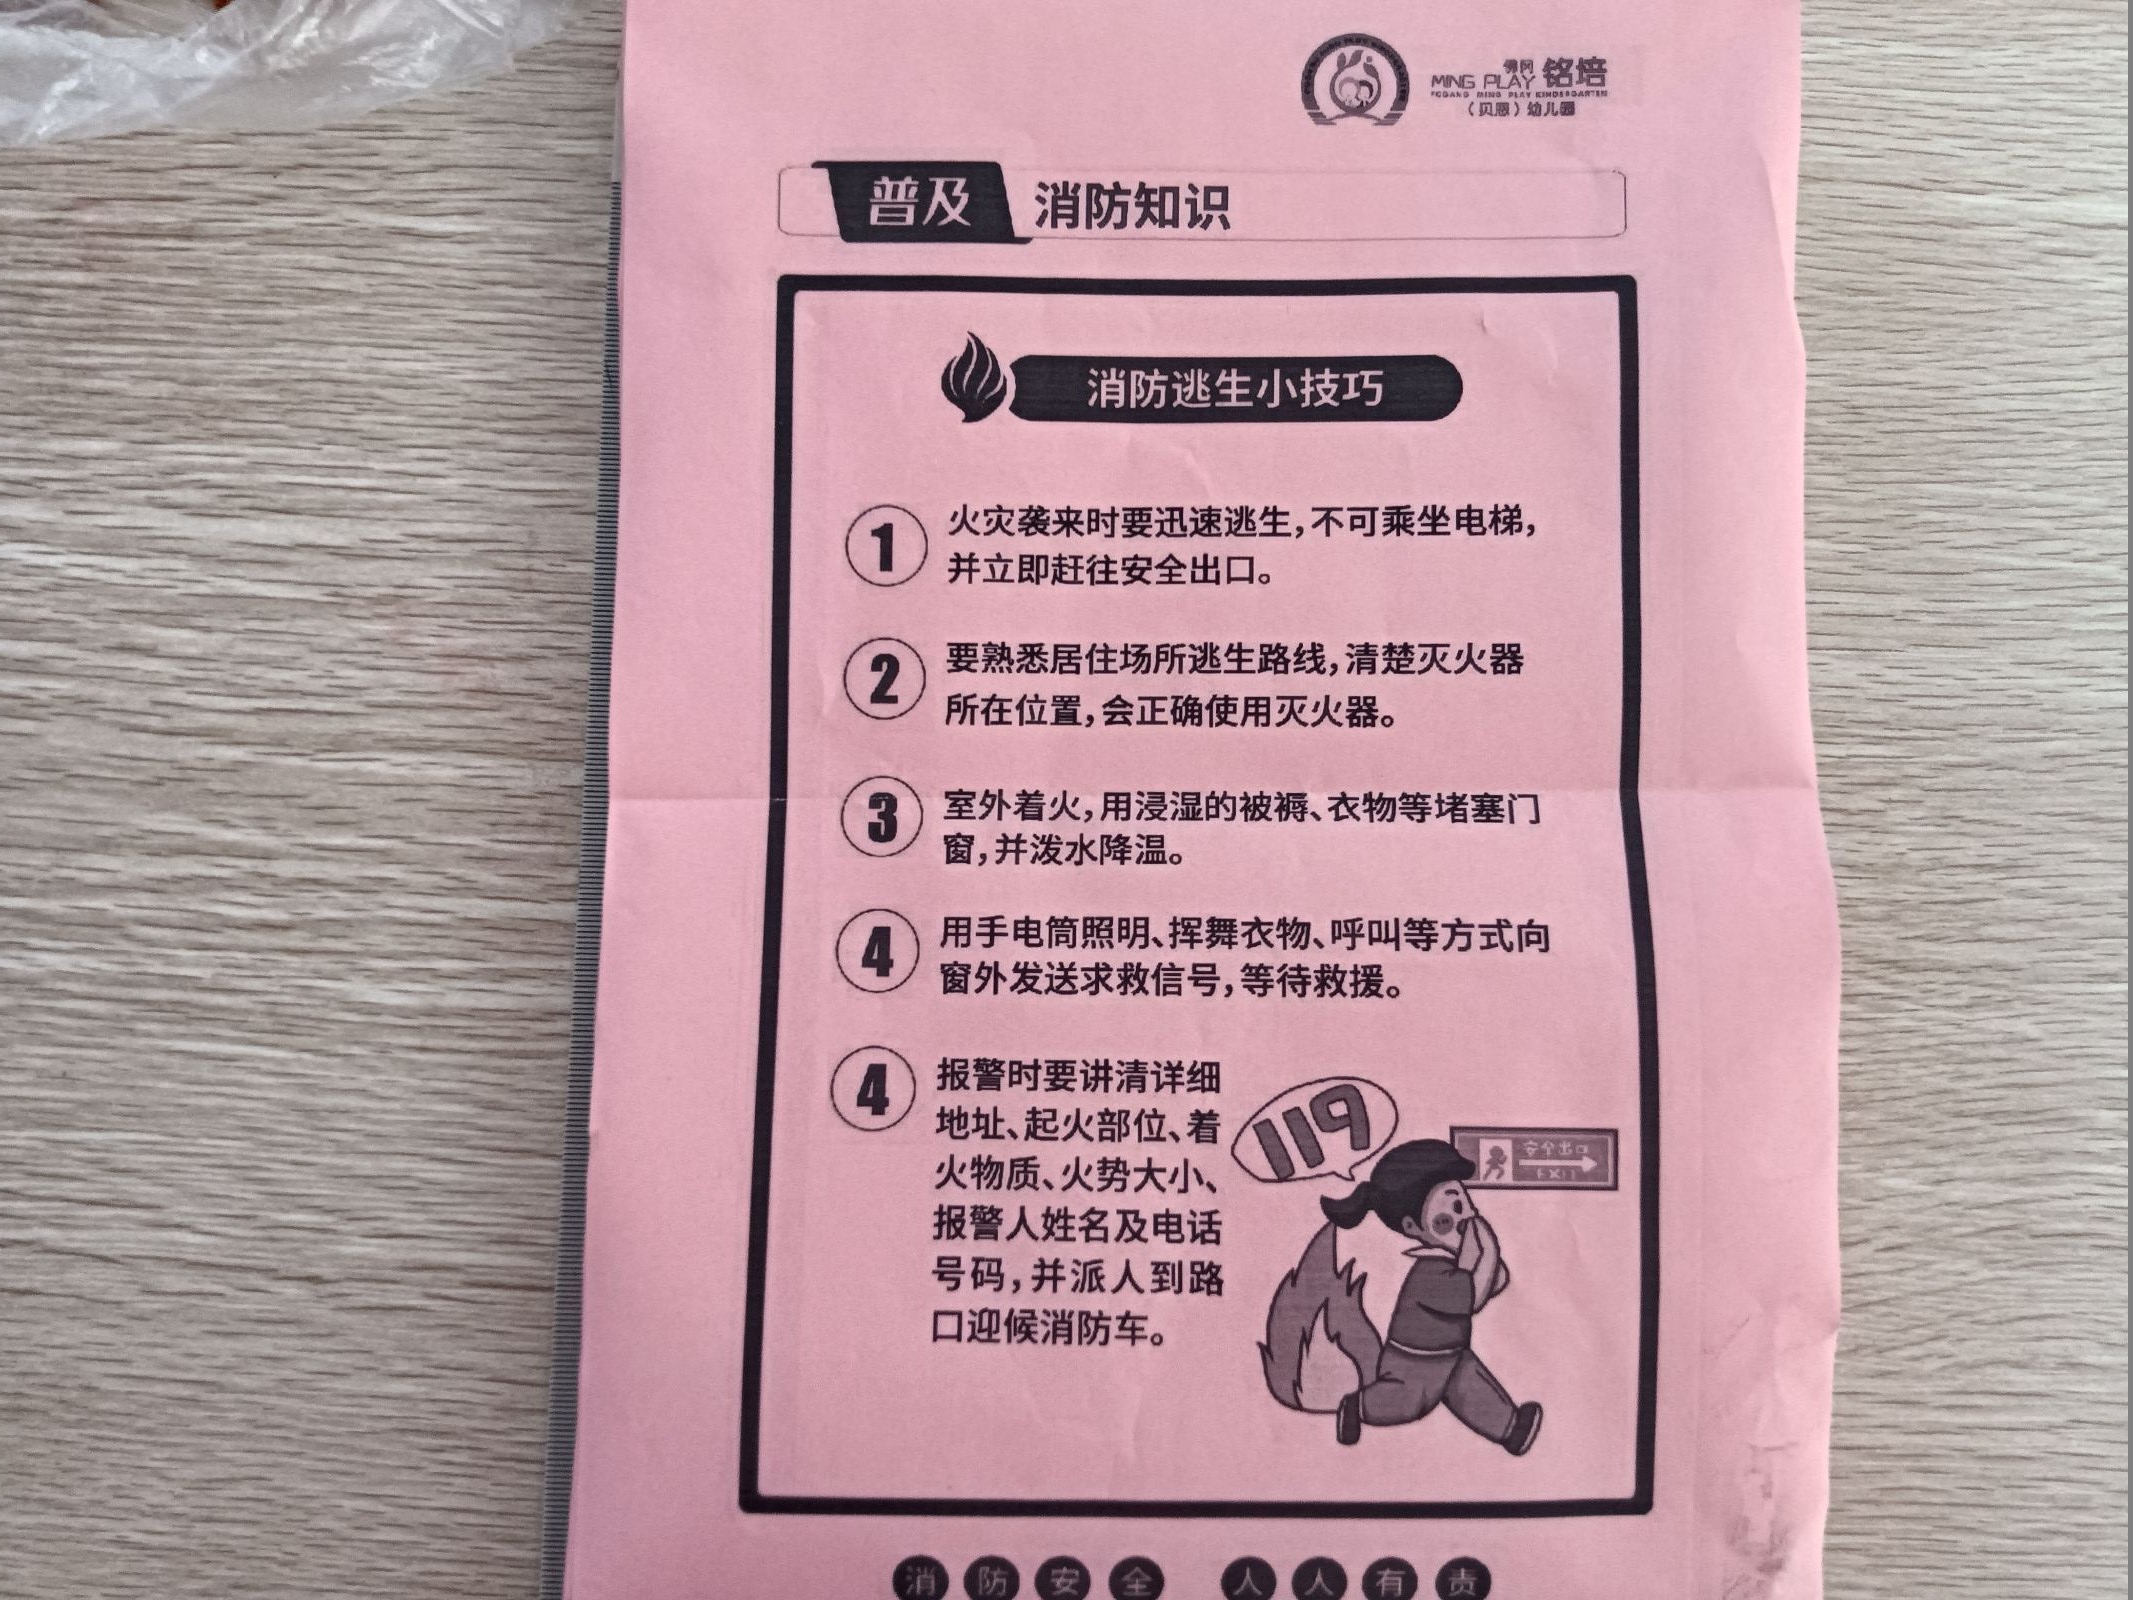 佛冈 铭培
MING PLAY
FOGANG MING PLAY KINDERGARTEN
（贝恩）幼儿园
普及 消防知识
消防逃生小技巧
1 火灾袭来时要迅速逃生,不可乘坐电梯,
并立即赶往安全出口。
2 要熟悉居住场所逃生路线,清楚灭火器
所在位置,会正确使用灭火器。
3 室外着火,用浸湿的被褥、衣物等堵塞门
窗,并泼水降温。
4 用手电筒照明、挥舞衣物、呼叫等方式向
窗外发送求救信号,等待救援。
4 报警时要讲清详细
地址、起火部位、着
火物质、火势大小、
报警人姓名及电话
号码,并派人到路
口迎候消防车。
119
安全出口
EXIT
消防安全 人人有责